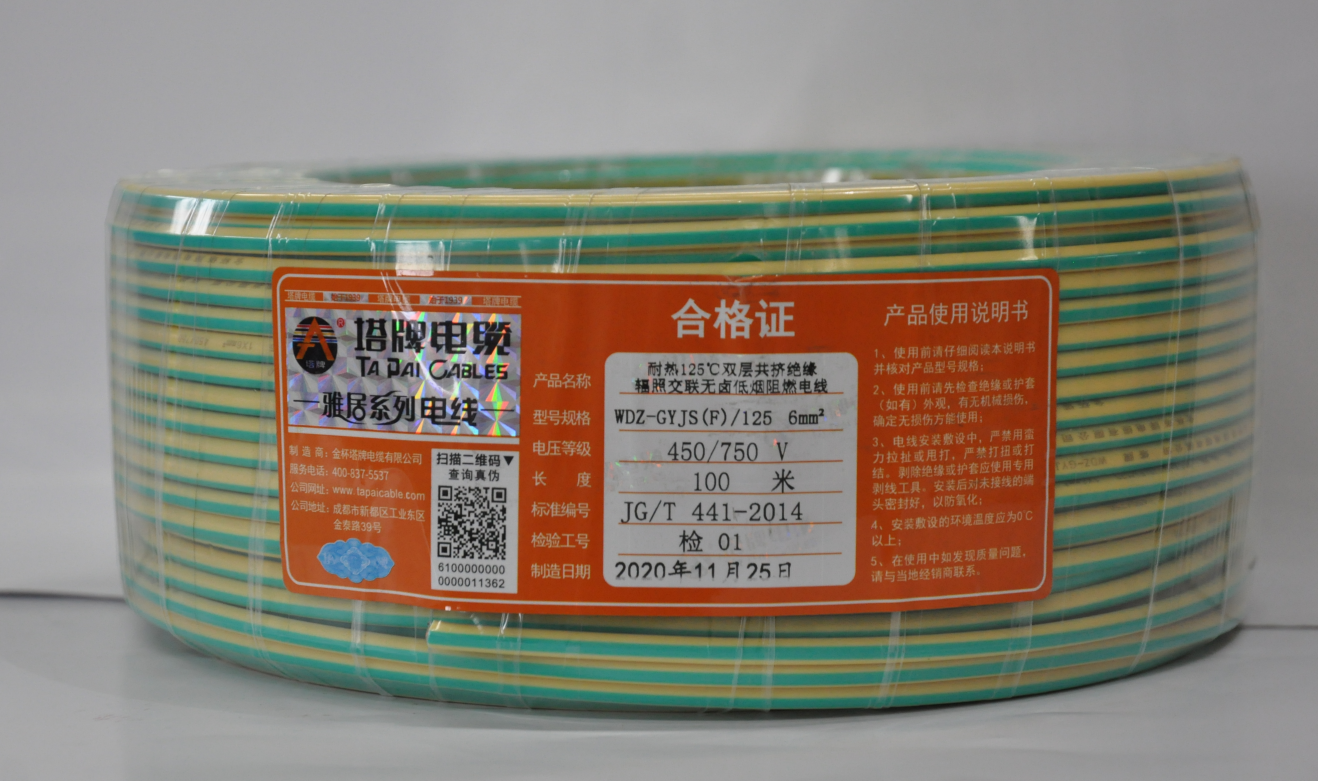 塔牌电缆
TA PAI CABLES
雅居系列电线
制 造 商：金杯塔牌电缆有限公司
服务电话：400-837-5537
公司网址：www.tapaicable.com
公司地址：成都市新都区工业东区
金泰路39号
扫描二维码▼
查询真伪
6100000000
0000011362
合格证
产品名称 耐热125℃双层共挤绝缘
辐照交联无卤低烟阻燃电线
型号规格 WDZ-GYJS(F)/125 6mm²
电压等级 450/750 V
长 度 100 米
标准编号 JG/T 441-2014
检验工号 检 01
制造日期 2020年11月25日
产品使用说明书
1、使用前请仔细阅读本说明书
并核对产品型号规格；
2、使用前请先检查绝缘或护套
（如有）外观，有无机械损伤，
确定无损伤方能使用；
3、电线安装敷设中，严禁用蛮
力拉扯或甩打，严禁打扭或打
结。剥除绝缘或护套应使用专用
剥线工具。安装后对未接线的端
头密封好，以防氧化；
4、安装敷设的环境温度应为0℃
以上；
5、在使用中如发现质量问题，
请与当地经销商联系。